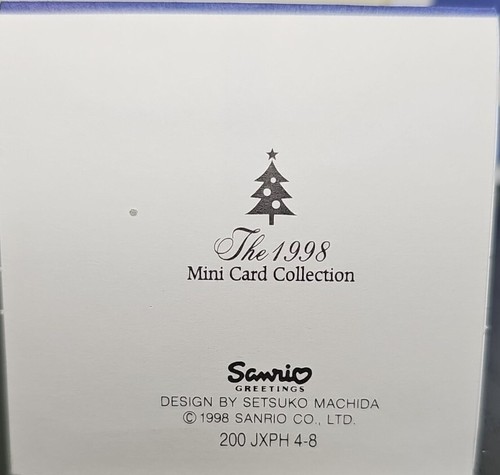 The 1998
Mini Card Collection
Sanrio
GREETINGS
DESIGN BY SETSUKO MACHIDA
© 1998 SANRIO CO., LTD.
200 JXPH 4-8